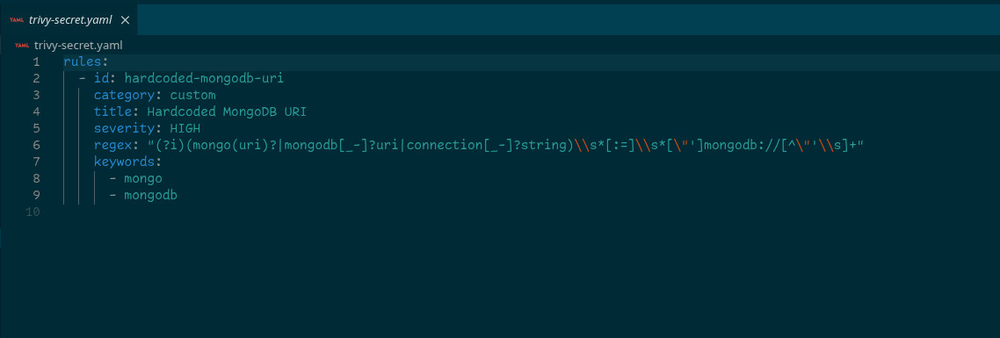 YAML trivy-secret.yaml ×
YAML trivy-secret.yaml
1 rules:
2   - id: hardcoded-mongodb-uri
3     category: custom
4     title: Hardcoded MongoDB URI
5     severity: HIGH
6     regex: "(?i)(mongo(uri)?|mongodb[_-]?uri|connection[_-]?string)\\s*[:=]\\s*[\"']mongodb://[^\"'\\s]+"
7     keywords:
8       - mongo
9       - mongodb
10